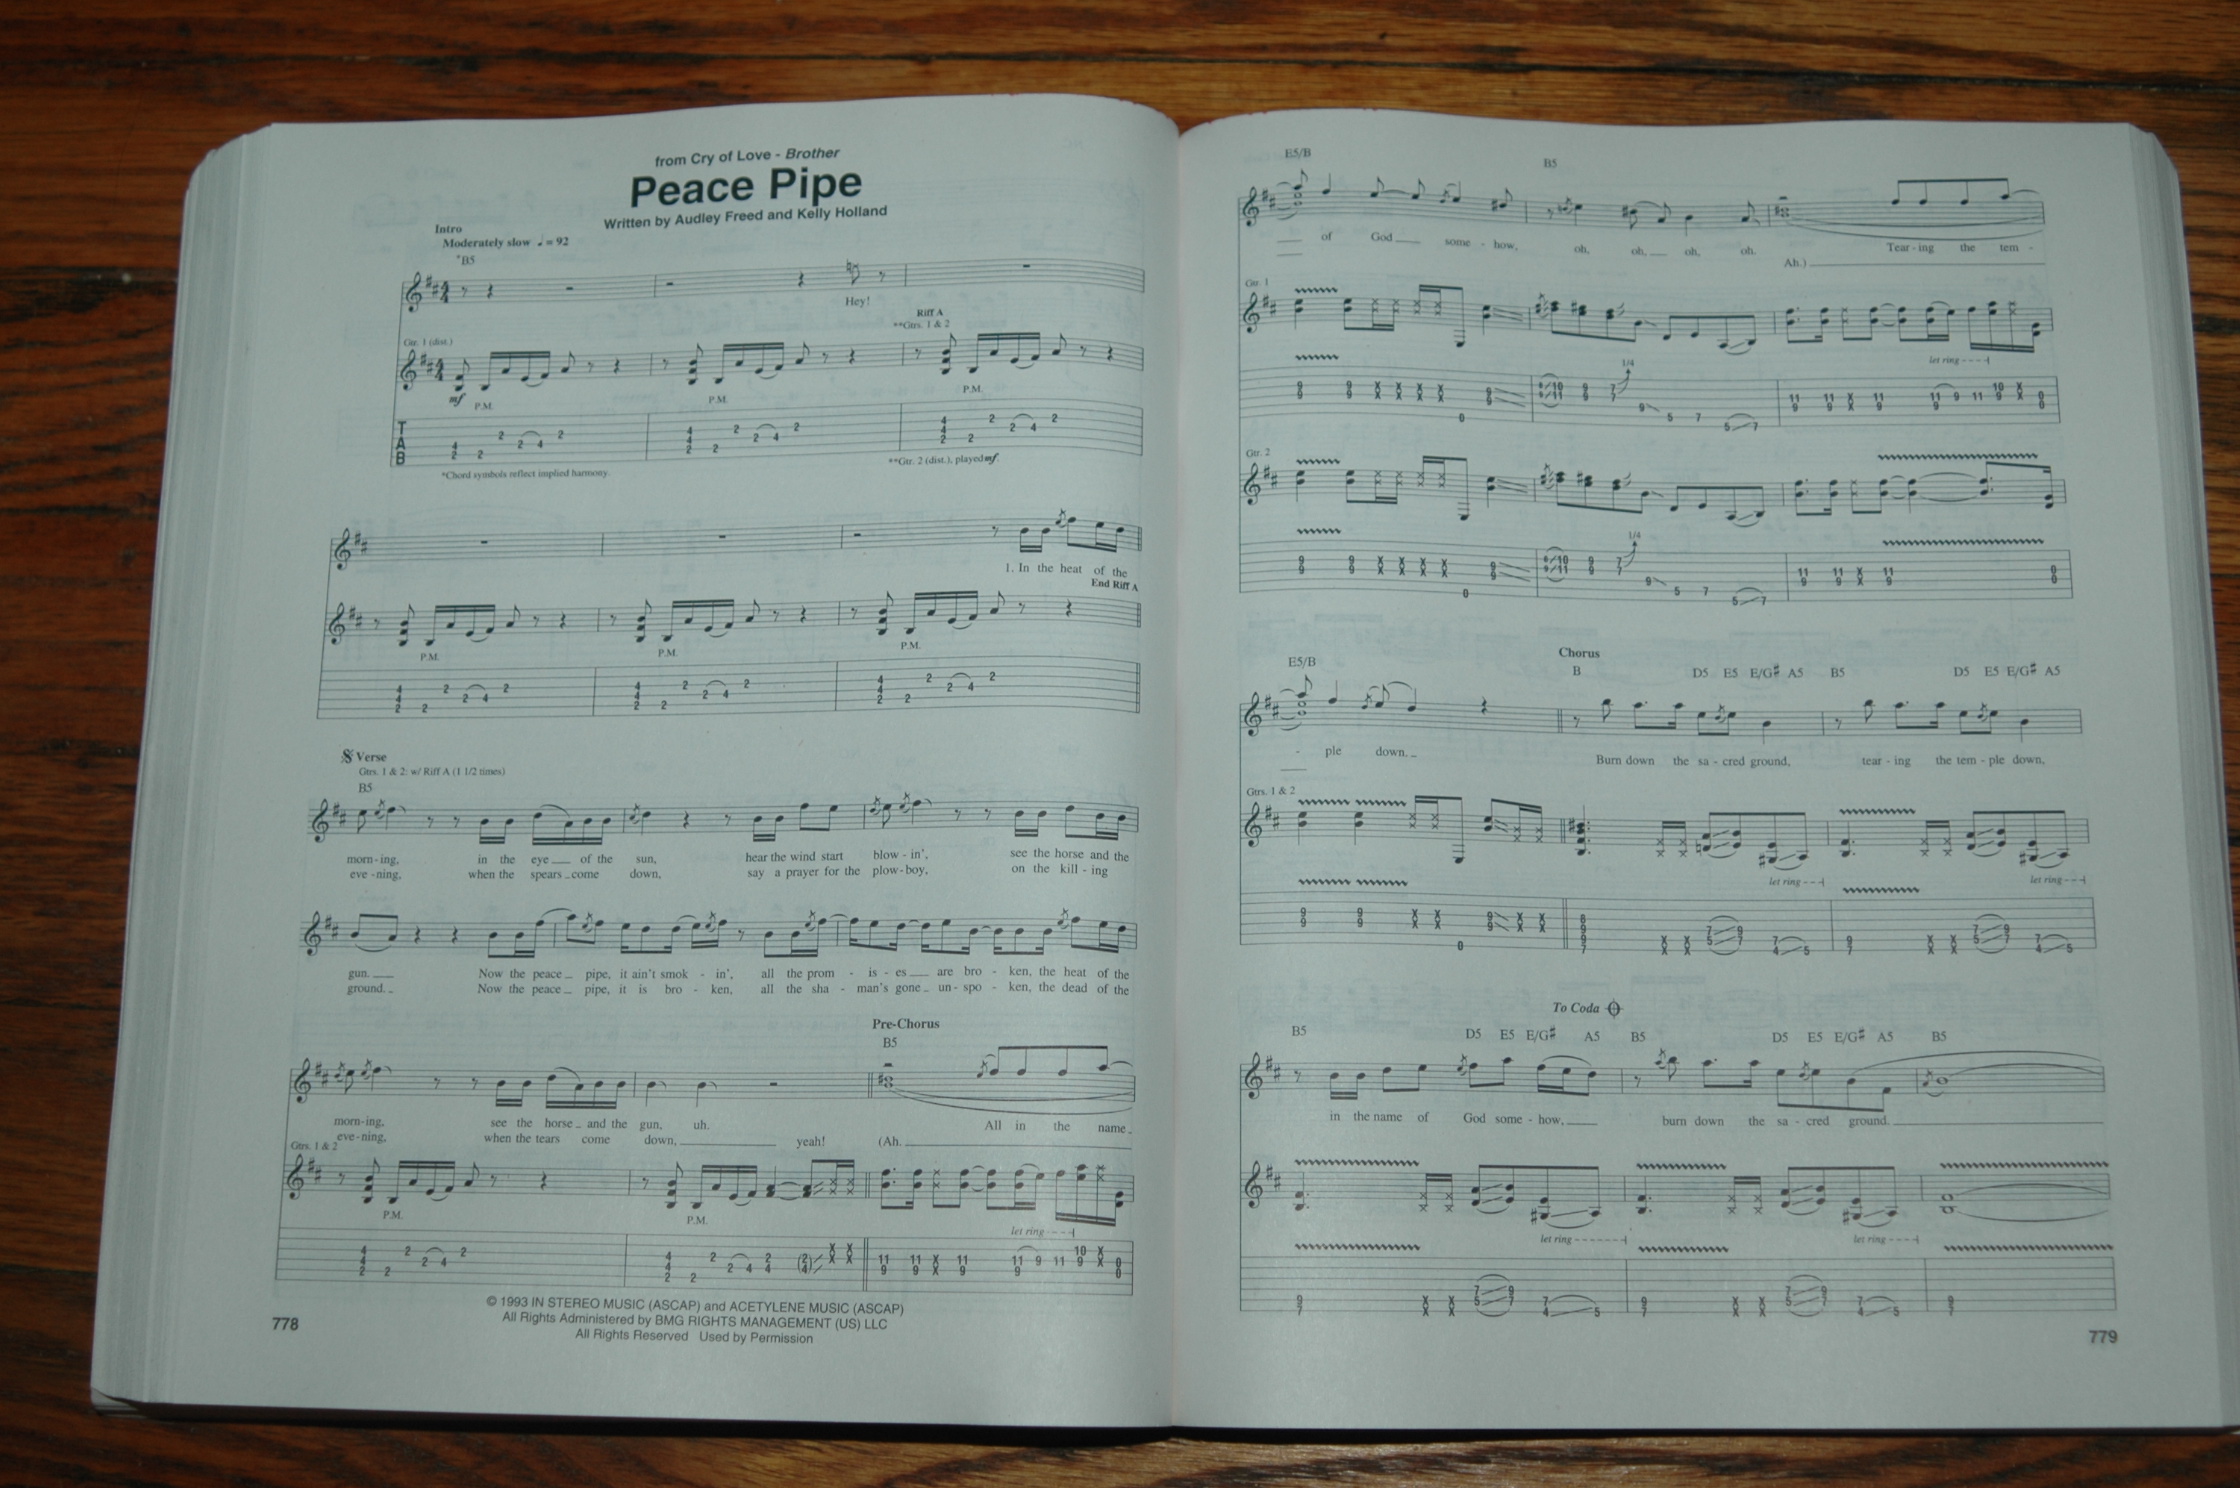 from Cry of Love - Brother
Peace Pipe
Written by Audley Freed and Kelly Holland
Intro
Moderately slow ♩ = 92
*B5
Hey!
Riff A
**Gtrs. 1 & 2
Gtr. 1 (dist.)
mf
P.M. P.M. P.M.
T
A
B
*Chord symbols reflect implied harmony.
**Gtr. 2 (dist.), played mf
1. In the heat of the
End Riff A
P.M. P.M. P.M.
Verse
Gtrs. 1 & 2: w/ Riff A (1 1/2 times)
B5
morn - ing, in the eye of the sun, hear the wind start blow - in', see the horse and the
eve - ning, when the spears come down, say a prayer for the plow - boy, on the kill - ing
gun. Now the peace pipe, it ain't smok - in', all the prom - is - es are bro - ken, the heat of the
ground. Now the peace pipe, it is bro - ken, all the sha - man's gone un - spo - ken, the dead of the
Pre-Chorus
B5
morn - ing, see the horse and the gun, uh. All in the name
eve - ning, when the tears come down, yeah! (Ah.
Gtrs. 1 & 2
P.M. P.M.
let ring
© 1993 IN STEREO MUSIC (ASCAP) and ACETYLENE MUSIC (ASCAP)
All Rights Administered by BMG RIGHTS MANAGEMENT (US) LLC
All Rights Reserved Used by Permission
778
E5/B B5
of God some - how, oh, oh, oh, oh. Tear - ing the tem -
Ah.)
Gtr. 1
let ring
1/4
Gtr. 2
1/4
Chorus
E5/B B D5 E5 E/G♯ A5 B5 D5 E5 E/G♯ A5
- ple down. Burn down the sa - cred ground, tear - ing the tem - ple down,
Gtrs. 1 & 2
let ring let ring
To Coda
B5 D5 E5 E/G♯ A5 B5 D5 E5 E/G♯ A5 B5
in the name of God some - how, burn down the sa - cred ground.
let ring let ring
779